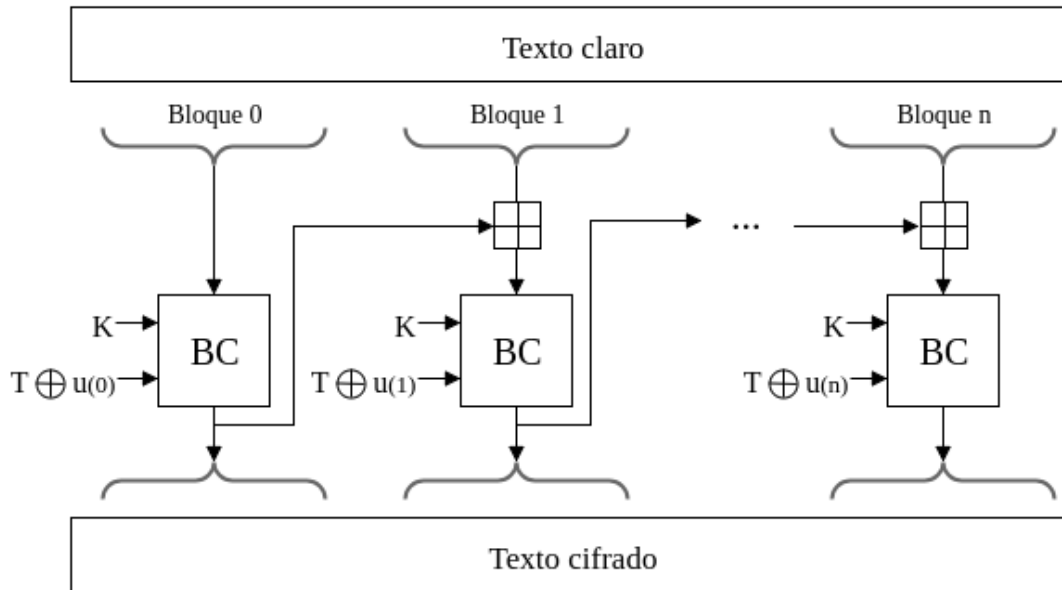 Texto claro
Bloque 0 Bloque 1 Bloque n
...
K BC K BC K BC
T ⊕ u(0) T ⊕ u(1) T ⊕ u(n)
Texto cifrado